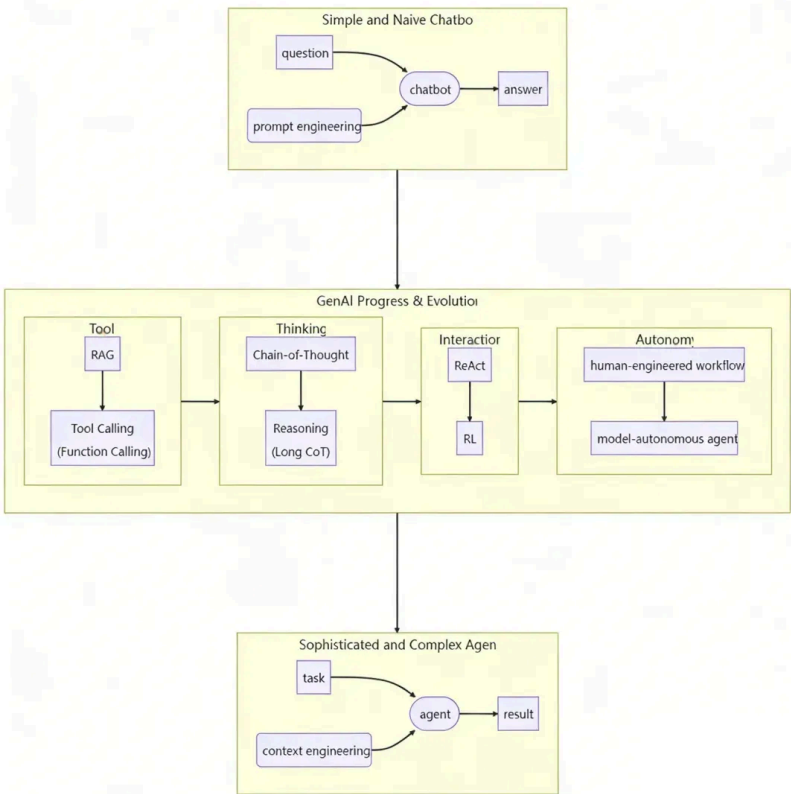 Simple and Naive Chatbo
question
chatbot
answer
prompt engineering
GenAI Progress & Evolution
Tool
RAG
Tool Calling
(Function Calling)
Thinking
Chain-of-Thought
Reasoning
(Long CoT)
Interaction
ReAct
RL
Autonomy
human-engineered workflow
model-autonomous agent
Sophisticated and Complex Agen
task
agent
result
context engineering